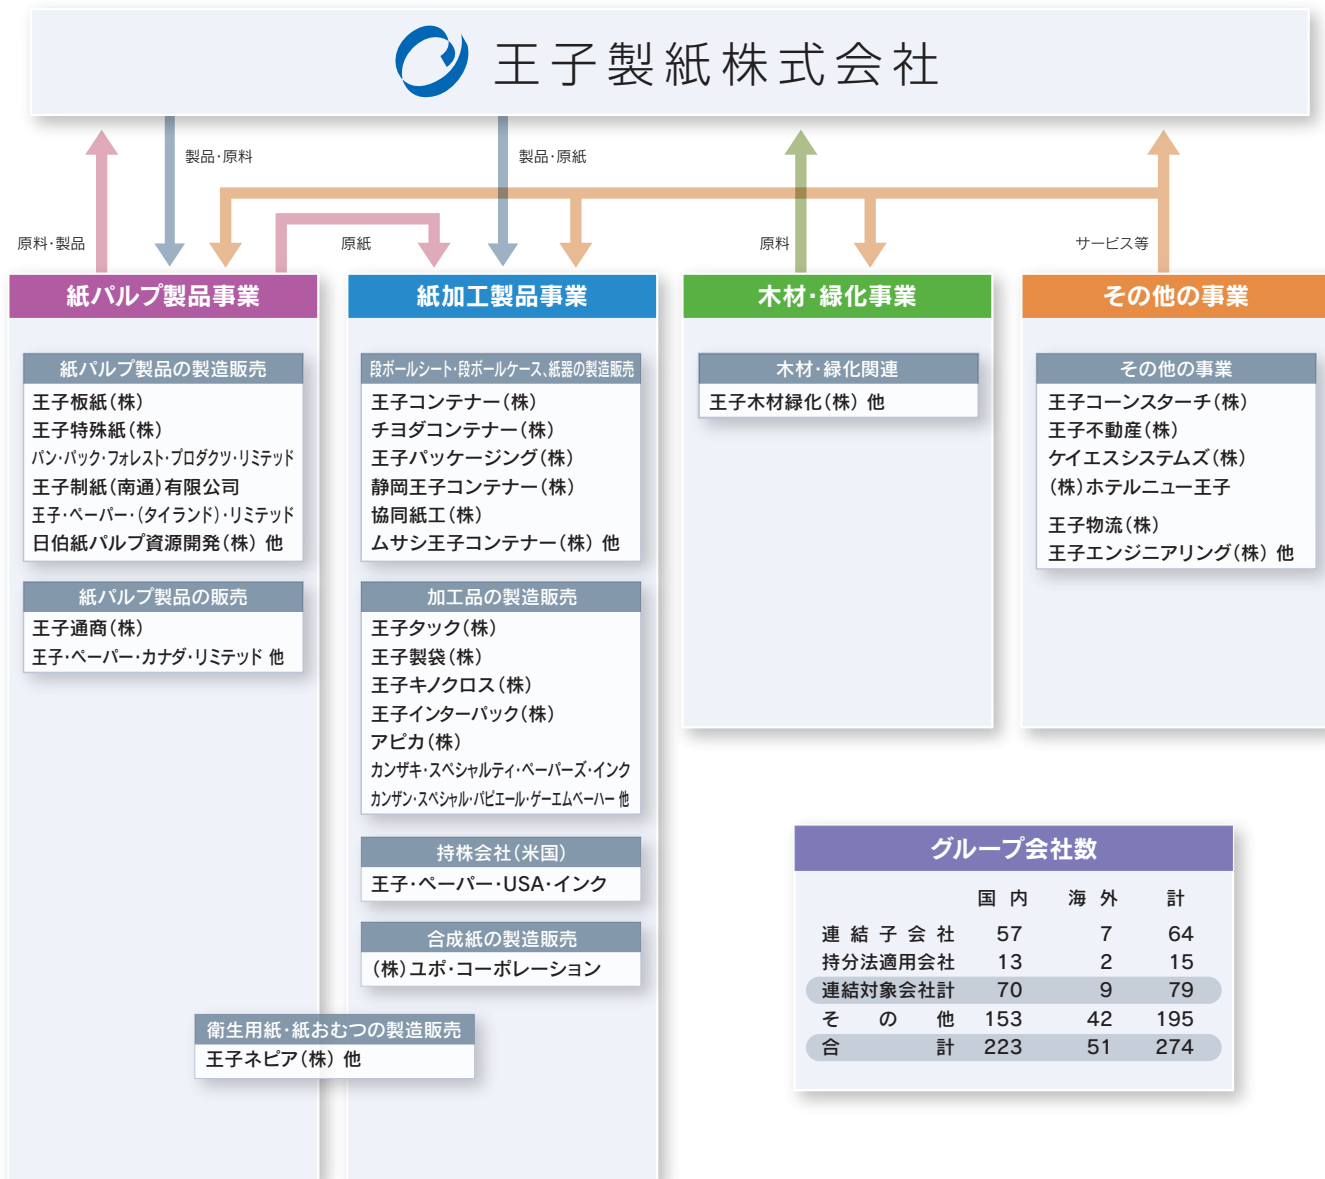 王子製紙株式会社
製品・原料
製品・原紙
原料・製品
原紙
原料
サービス等
紙パルプ製品事業
紙パルプ製品の製造販売
王子板紙(株)
王子特殊紙(株)
パン・パック・フォレスト・プロダクツ・リミテッド
王子制紙(南通)有限公司
王子・ペーパー・(タイランド)・リミテッド
日伯紙パルプ資源開発(株) 他
紙パルプ製品の販売
王子通商(株)
王子・ペーパー・カナダ・リミテッド 他
紙加工製品事業
段ボールシート・段ボールケース、紙器の製造販売
王子コンテナー(株)
チヨダコンテナー(株)
王子パッケージング(株)
静岡王子コンテナー(株)
協同紙工(株)
ムサシ王子コンテナー(株) 他
加工品の製造販売
王子タック(株)
王子製袋(株)
王子キノクロス(株)
王子インターパック(株)
アピカ(株)
カンザキ・スペシャルティ・ペーパーズ・インク
カンザン・スペシャル・パピエール・ゲーエムベーハー 他
持株会社(米国)
王子・ペーパー・USA・インク
合成紙の製造販売
(株)ユポ・コーポレーション
衛生用紙・紙おむつの製造販売
王子ネピア(株) 他
木材・緑化事業
木材・緑化関連
王子木材緑化(株) 他
その他の事業
その他の事業
王子コーンスターチ(株)
王子不動産(株)
ケイエスシステムズ(株)
(株)ホテルニュー王子
王子物流(株)
王子エンジニアリング(株) 他
グループ会社数
国内 海外 計
連結子会社 57 7 64
持分法適用会社 13 2 15
連結対象会社計 70 9 79
その他 153 42 195
合計 223 51 274